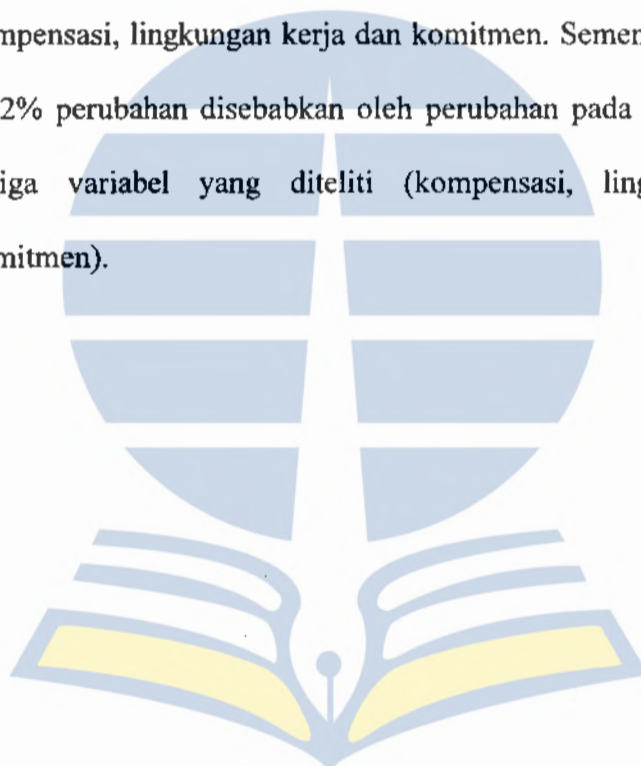 mpensasi, lingkungan kerja dan komitmen. Semen
2% perubahan disebabkan oleh perubahan pada
iga variabel yang diteliti (kompensasi, ling
mitmen).